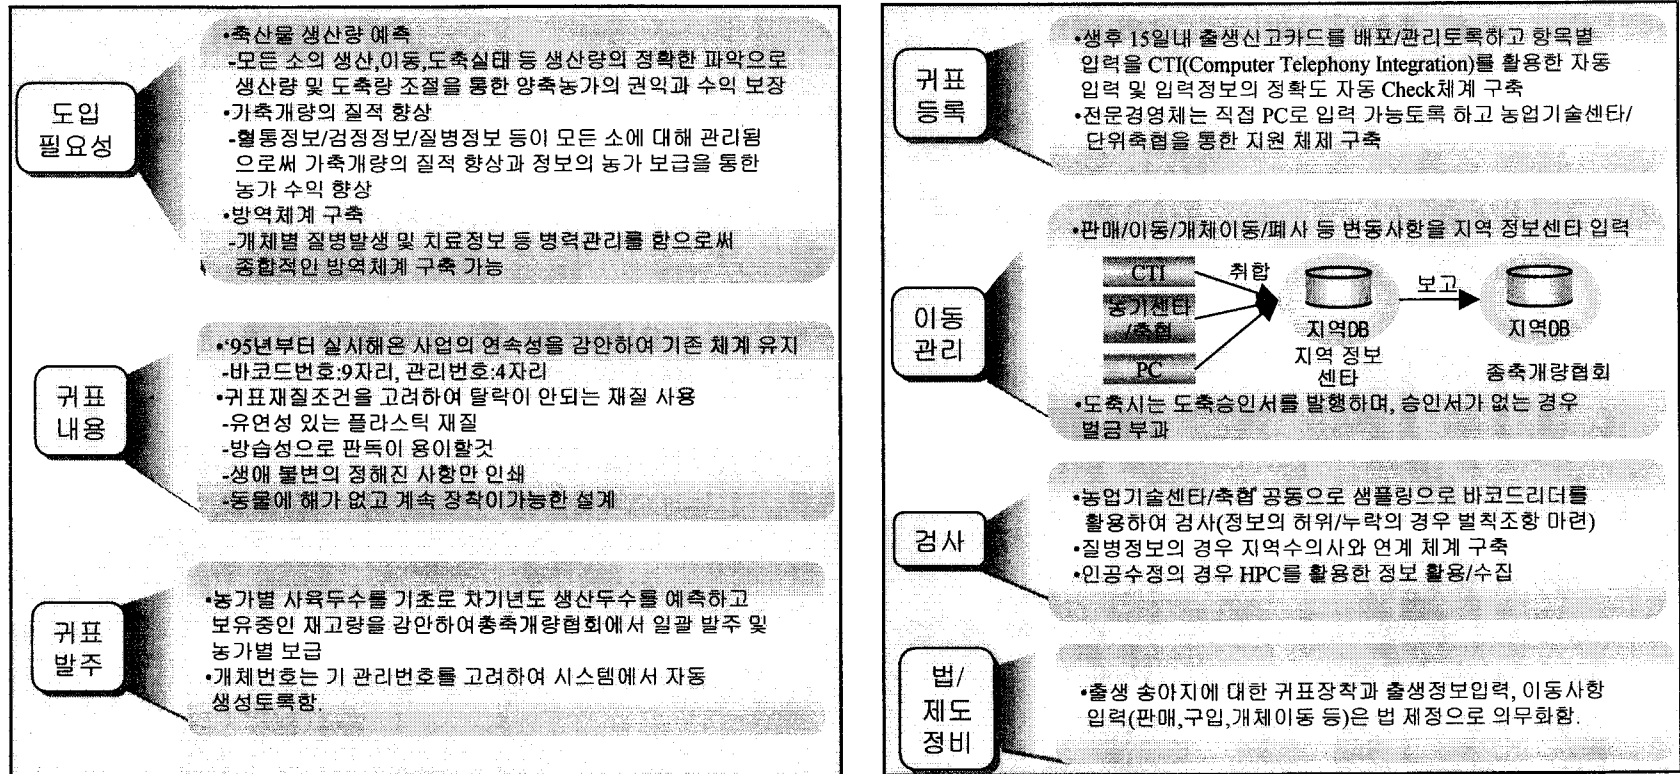 도입
필요성
•축산물 생산량 예측
-모든 소의 생산,이동,도축실태 등 생산량의 정확한 파악으로
생산량 및 도축량 조절을 통한 양축농가의 권익과 수익 보장
•가축개량의 질적 향상
-혈통정보/검정정보/질병정보 등이 모든 소에 대해 관리됨
으로써 가축개량의 질적 향상과 정보의 농가 보급을 통한
농가 수익 향상
•방역체계 구축
-개체별 질병발생 및 치료정보 등 병력관리를 함으로써
종합적인 방역체계 구축 가능
귀표
내용
•‘95년부터 실시해온 사업의 연속성을 감안하여 기존 체계 유지
-바코드번호:9자리, 관리번호:4자리
•귀표재질조건을 고려하여 탈락이 안되는 재질 사용
-유연성 있는 플라스틱 재질
-방습성으로 판독이 용이할것
-생애 불변의 정해진 사항만 인쇄
-동물에 해가 없고 계속 장착이가능한 설계
귀표
발주
•농가별 사육두수를 기초로 차기년도 생산두수를 예측하고
보유중인 재고량을 감안하여종축개량협회에서 일괄 발주 및
농가별 보급
•개체번호는 기 관리번호를 고려하여 시스템에서 자동
생성토록함.
귀표
등록
•생후 15일내 출생신고카드를 배포/관리토록하고 항목별
입력을 CTI(Computer Telephony Integration)를 활용한 자동
입력 및 입력정보의 정확도 자동 Check체계 구축
•전문경영체는 직접 PC로 입력 가능토록 하고 농업기술센타/
단위축협을 통한 지원 체제 구축
이동
관리
•판매/이동/개체이동/폐사 등 변동사항을 지역 정보센타 입력
CTI
농기센타
/축협
PC
취합
지역DB
지역 정보
센타
보고
지역DB
종축개량협회
•도축시는 도축승인서를 발행하며, 승인서가 없는 경우
벌금 부과
검사
•농업기술센타/축협 공동으로 샘플링으로 바코드리더를
활용하여 검사(정보의 허위/누락의 경우 벌칙조항 마련)
•질병정보의 경우 지역수의사와 연계 체계 구축
•인공수정의 경우 HPC를 활용한 정보 활용/수집
법/
제도
정비
•출생 송아지에 대한 귀표장착과 출생정보입력, 이동사항
입력(판매,구입,개체이동 등)은 법 제정으로 의무화함.